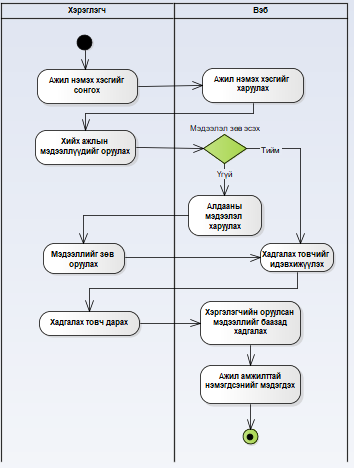 Хэрэглэгч
Вэб
Ажил нэмэх хэсгийг
сонгох
Ажил нэмэх хэсгийг
харуулах
Хийх ажлын
мэдээллүүдийг оруулах
Мэдээлэл зөв эсэх
Тийм
Үгүй
Алдааны
мэдээлэл
харуулах
Мэдээллийг зөв
оруулах
Хадгалах товчийг
идэвхижүүлэх
Хадгалах товч дарах
Хэргэлэгчийн оруулсан
мэдээллийг баазад
хадгалах
Ажил амжилттай
нэмэгдсэнийг мэдэгдэх